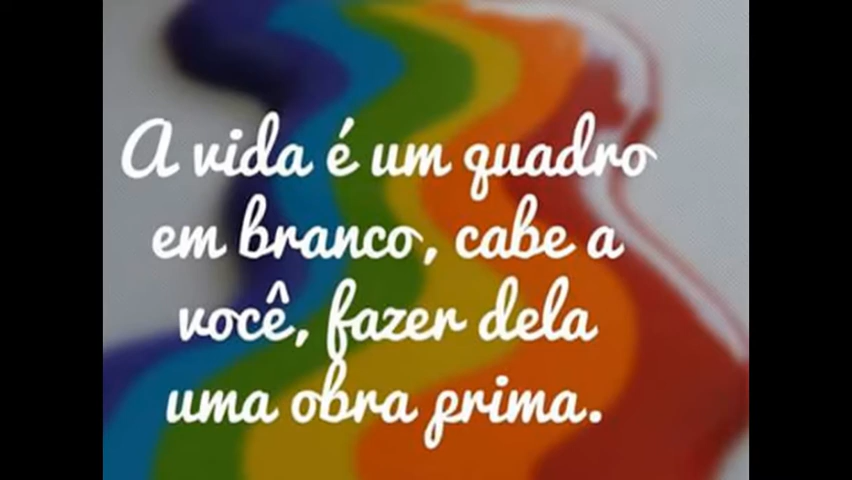 A vida é um quadro
em branco, cabe a
você, fazer dela
uma obra prima.